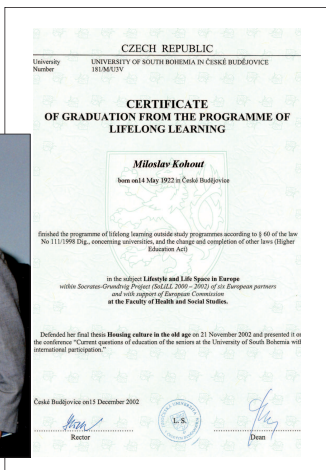 CZECH REPUBLIC
University UNIVERSITY OF SOUTH BOHEMIA IN ČESKÉ BUDĚJOVICE
Number 181/M/U3V
CERTIFICATE
OF GRADUATION FROM THE PROGRAMME OF
LIFELONG LEARNING
Miloslav Kohout
born on14 May 1922 in České Budějovice
finished the programme of lifelong learning outside study programmes according to § 60 of the law
No 111/1998 Dig., concerning universities, and the change and completion of other laws (Higher
Education Act)
in the subject Lifestyle and Life Space in Europe
within Socrates-Grundtvig Project (SoLiLL 2000 – 2002) of six European partners
and with support of European Commission
at the Faculty of Health and Social Studies.
Defended her final thesis Housing culture in the old age on 21 November 2002 and presented it on
the conference "Current questions of education of the seniors at the University of South Bohemia with
international participation."
České Budějovice on15 December 2002
L. S.
Rector Dean